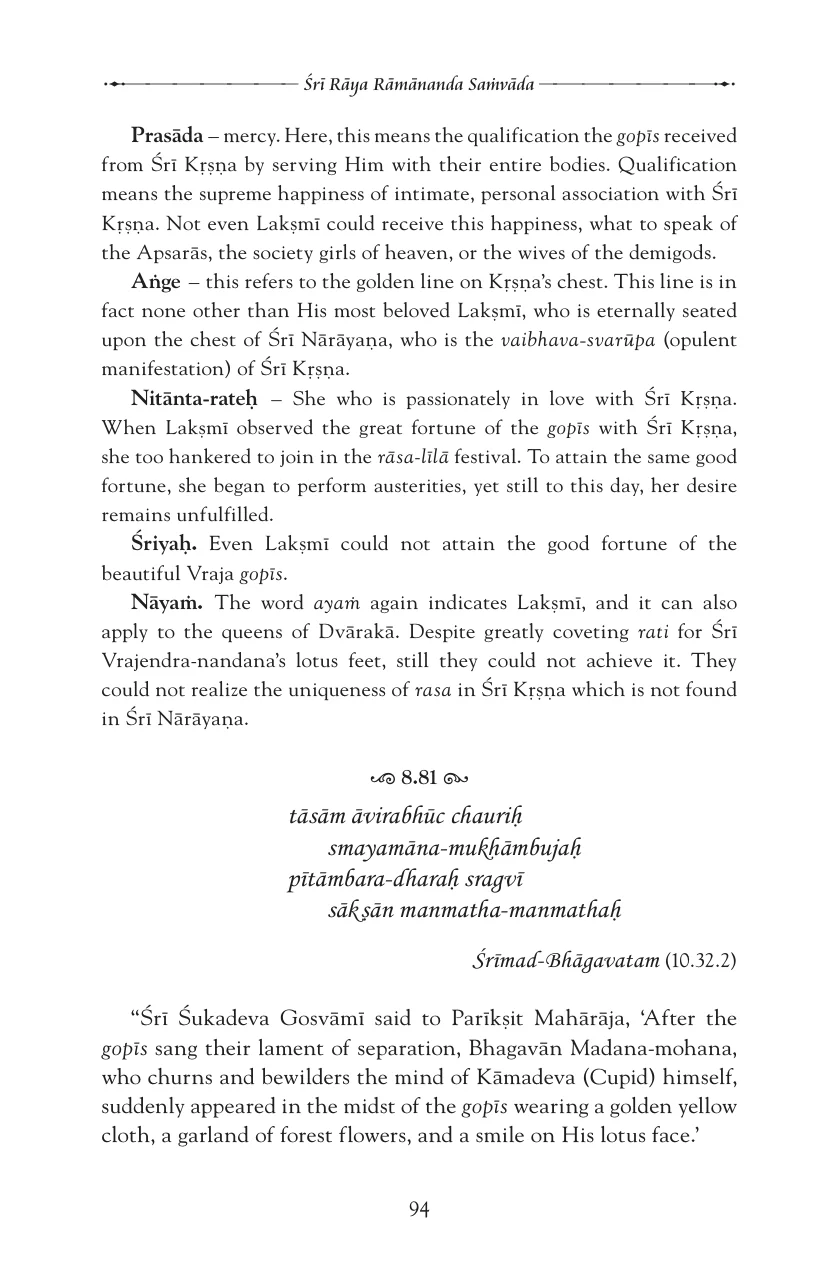 Śrī Rāya Rāmānanda Saṁvāda
Prasāda – mercy. Here, this means the qualification the gopīs received
from Śrī Kṛṣṇa by serving Him with their entire bodies. Qualification
means the supreme happiness of intimate, personal association with Śrī
Kṛṣṇa. Not even Lakṣmī could receive this happiness, what to speak of
the Apsarās, the society girls of heaven, or the wives of the demigods.
Aṅge – this refers to the golden line on Kṛṣṇa’s chest. This line is in
fact none other than His most beloved Lakṣmī, who is eternally seated
upon the chest of Śrī Nārāyaṇa, who is the vaibhava-svarūpa (opulent
manifestation) of Śrī Kṛṣṇa.
Nitānta-rateḥ – She who is passionately in love with Śrī Kṛṣṇa.
When Lakṣmī observed the great fortune of the gopīs with Śrī Kṛṣṇa,
she too hankered to join in the rāsa-līlā festival. To attain the same good
fortune, she began to perform austerities, yet still to this day, her desire
remains unfulfilled.
Śriyaḥ. Even Lakṣmī could not attain the good fortune of the
beautiful Vraja gopīs.
Nāyaṁ. The word ayaṁ again indicates Lakṣmī, and it can also
apply to the queens of Dvārakā. Despite greatly coveting rati for Śrī
Vrajendra-nandana’s lotus feet, still they could not achieve it. They
could not realize the uniqueness of rasa in Śrī Kṛṣṇa which is not found
in Śrī Nārāyaṇa.
8.81
tāsām āvirabhūc chauriḥ
smayamāna-mukhāmbujaḥ
pītāmbara-dharaḥ sragvī
sākṣān manmatha-manmathaḥ
Śrīmad-Bhāgavatam (10.32.2)
“Śrī Śukadeva Gosvāmī said to Parīkṣit Mahārāja, ‘After the
gopīs sang their lament of separation, Bhagavān Madana-mohana,
who churns and bewilders the mind of Kāmadeva (Cupid) himself,
suddenly appeared in the midst of the gopīs wearing a golden yellow
cloth, a garland of forest flowers, and a smile on His lotus face.’
94